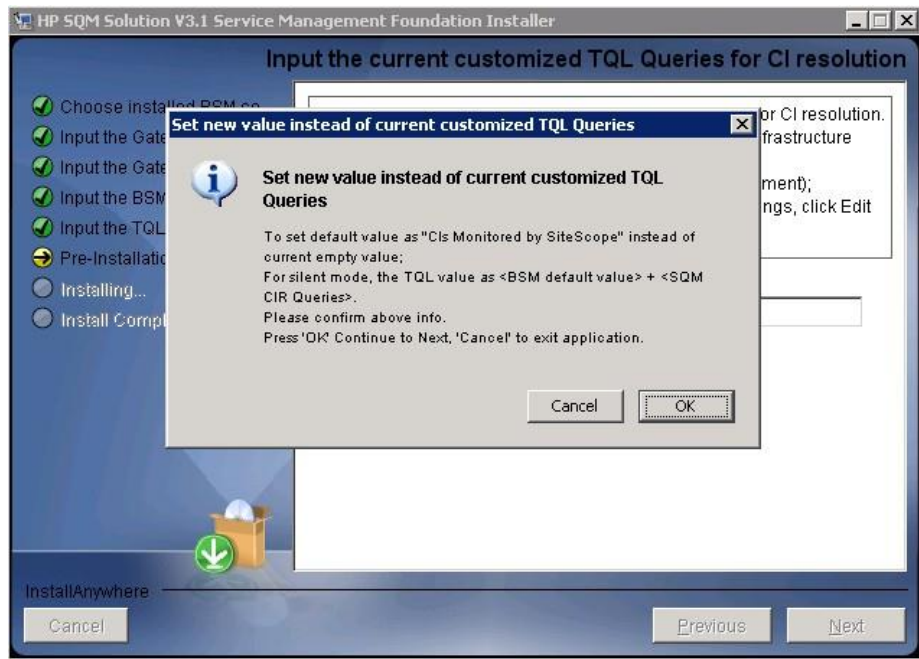 HP SQM Solution V3.1 Service Management Foundation Installer
Input the current customized TQL Queries for CI resolution
Choose installed BSM co
Input the Gate
Input the Gate
Input the BSM
Input the TQL
Pre-Installatio
Installing...
Install Compl
or CI resolution.
frastructure
ment);
ngs, click Edit
Set new value instead of current customized TQL Queries
Set new value instead of current customized TQL
Queries
To set default value as "CIs Monitored by SiteScope" instead of
current empty value;
For silent mode, the TQL value as <BSM default value> + <SQM
CIR Queries>.
Please confirm above info.
Press 'OK' Continue to Next, 'Cancel' to exit application.
Cancel
OK
InstallAnywhere
Cancel
Previous
Next